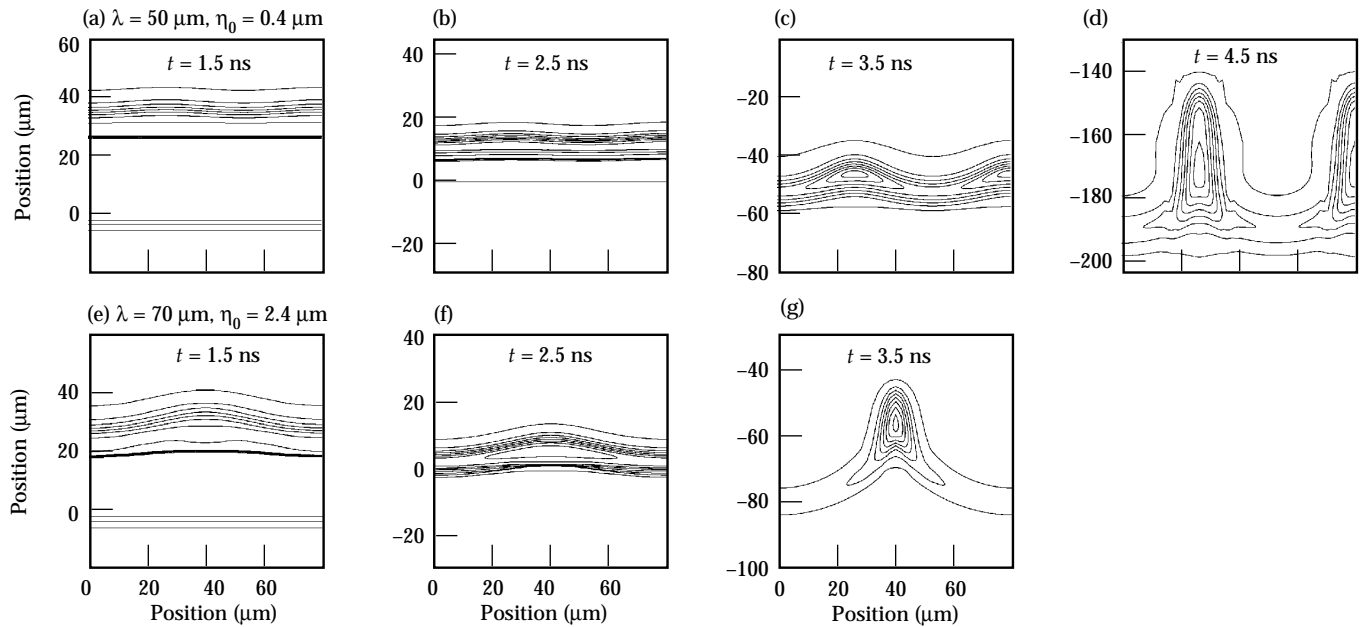 (a) λ = 50 μm, η0 = 0.4 μm
(b)
(c)
(d)
t = 1.5 ns
t = 2.5 ns
t = 3.5 ns
t = 4.5 ns
Position (μm)
60
40
20
0
40
20
0
−20
−20
−40
−60
−80
−140
−160
−180
−200
(e) λ = 70 μm, η0 = 2.4 μm
(f)
(g)
t = 1.5 ns
t = 2.5 ns
t = 3.5 ns
Position (μm)
40
20
0
40
20
0
−20
−40
−60
−80
−100
0 20 40 60
0 20 40 60
0 20 40 60
Position (μm)
Position (μm)
Position (μm)